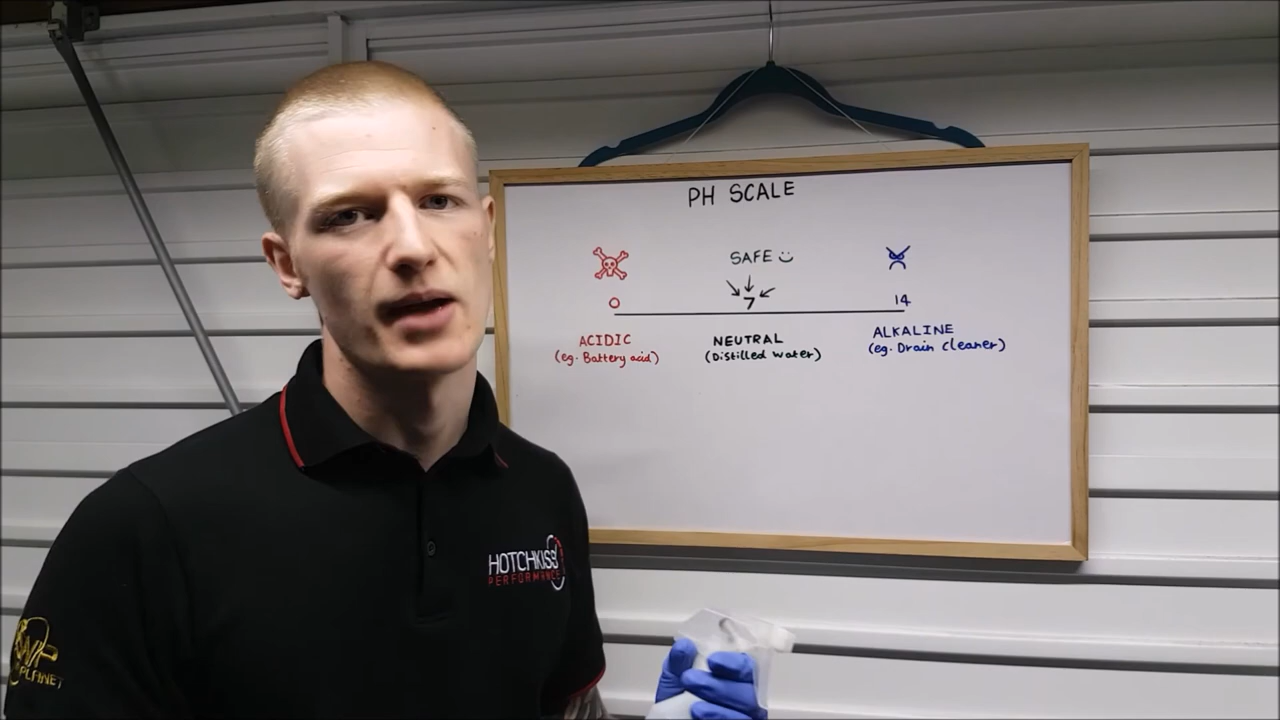 PH SCALE
SAFE
0 7 14
ACIDIC NEUTRAL ALKALINE
(eg. Battery acid) (Distilled water) (eg. Drain cleaner)
HOTCHKISS
PERFORMANCE
PLANET